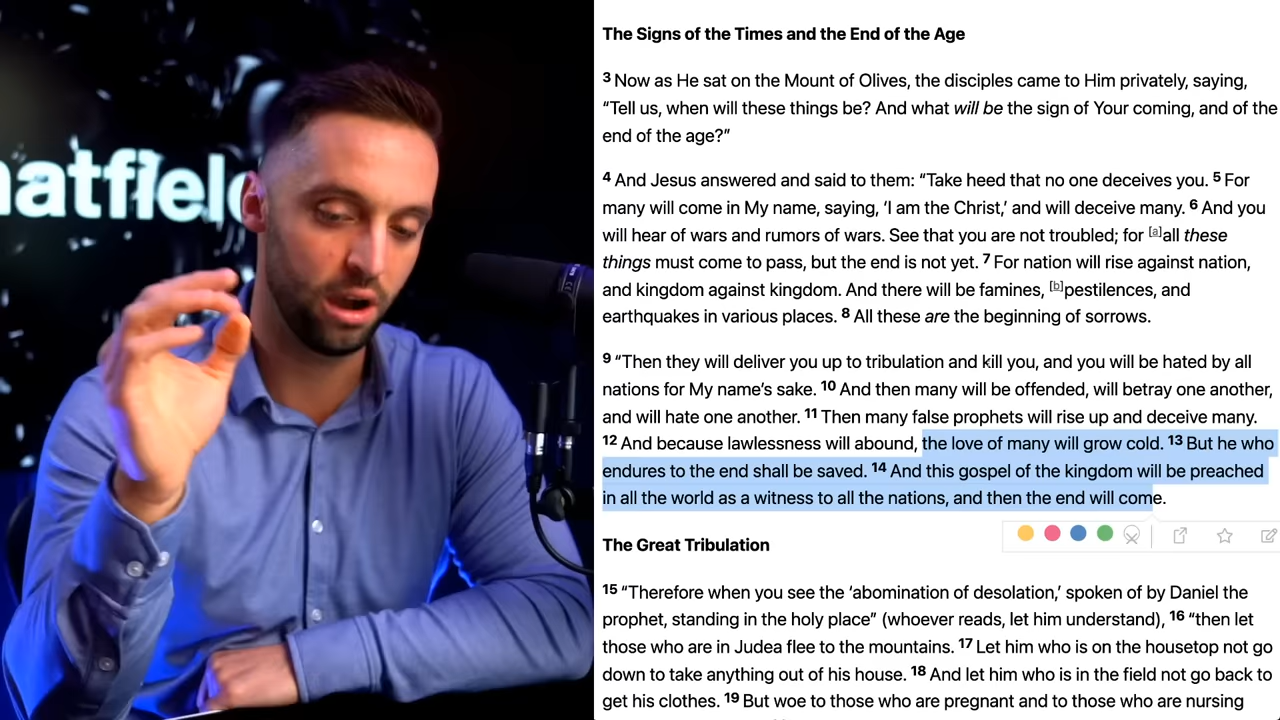 hatfield
The Signs of the Times and the End of the Age
3 Now as He sat on the Mount of Olives, the disciples came to Him privately, saying,
“Tell us, when will these things be? And what will be the sign of Your coming, and of the
end of the age?”
4 And Jesus answered and said to them: “Take heed that no one deceives you. 5 For
many will come in My name, saying, ‘I am the Christ,’ and will deceive many. 6 And you
will hear of wars and rumors of wars. See that you are not troubled; for [a]all these
things must come to pass, but the end is not yet. 7 For nation will rise against nation,
and kingdom against kingdom. And there will be famines, [b]pestilences, and
earthquakes in various places. 8 All these are the beginning of sorrows.
9 “Then they will deliver you up to tribulation and kill you, and you will be hated by all
nations for My name’s sake. 10 And then many will be offended, will betray one another,
and will hate one another. 11 Then many false prophets will rise up and deceive many.
12 And because lawlessness will abound, the love of many will grow cold. 13 But he who
endures to the end shall be saved. 14 And this gospel of the kingdom will be preached
in all the world as a witness to all the nations, and then the end will come.
The Great Tribulation
15 “Therefore when you see the ‘abomination of desolation,’ spoken of by Daniel the
prophet, standing in the holy place” (whoever reads, let him understand), 16 “then let
those who are in Judea flee to the mountains. 17 Let him who is on the housetop not go
down to take anything out of his house. 18 And let him who is in the field not go back to
get his clothes. 19 But woe to those who are pregnant and to those who are nursing